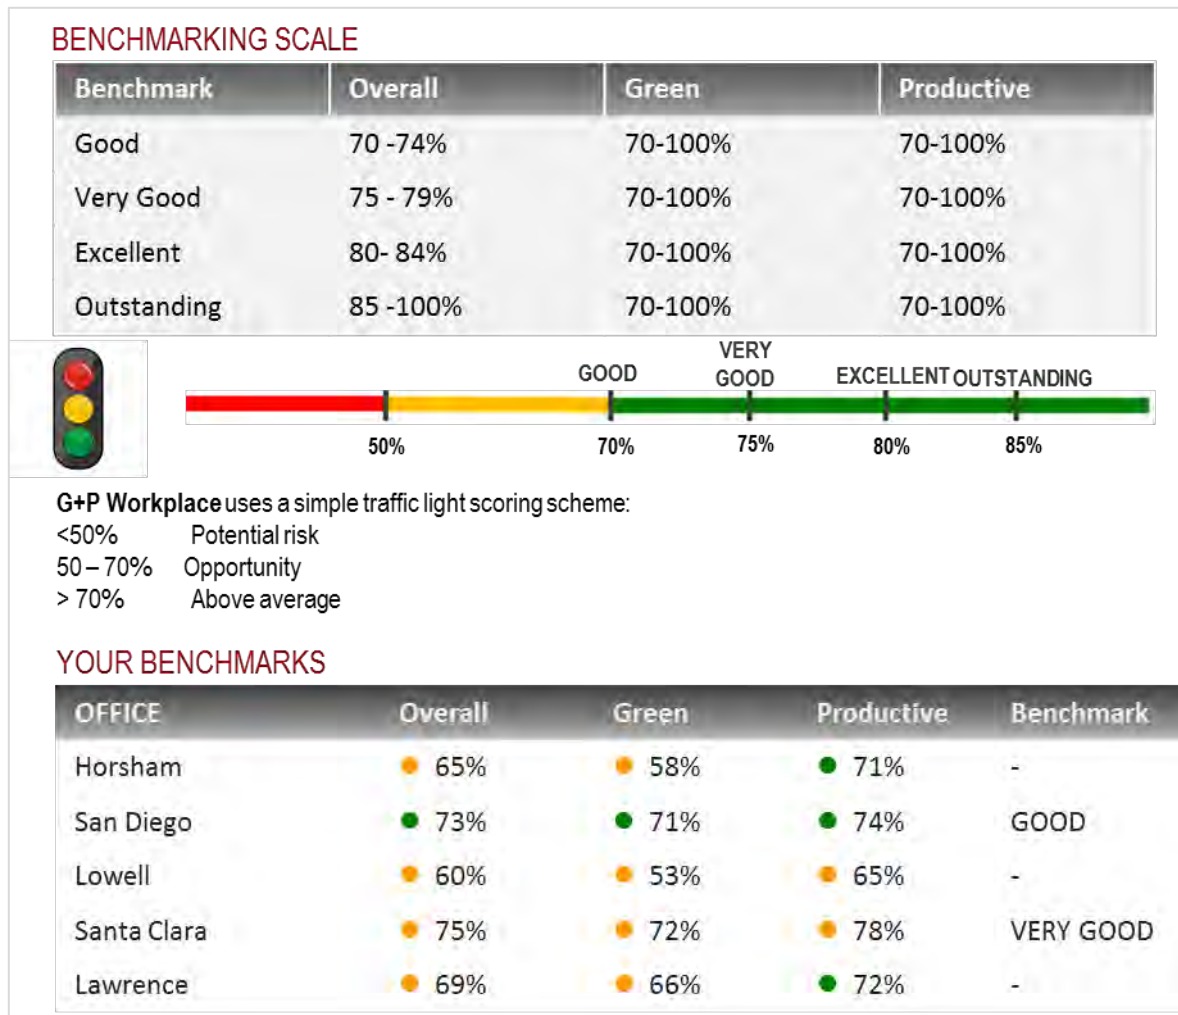 BENCHMARKING SCALE
Benchmark Overall Green Productive
Good 70 -74% 70-100% 70-100%
Very Good 75 - 79% 70-100% 70-100%
Excellent 80- 84% 70-100% 70-100%
Outstanding 85 -100% 70-100% 70-100%
GOOD VERY GOOD EXCELLENT OUTSTANDING
50% 70% 75% 80% 85%
G+P Workplace uses a simple traffic light scoring scheme:
<50% Potential risk
50 – 70% Opportunity
> 70% Above average
YOUR BENCHMARKS
OFFICE Overall Green Productive Benchmark
Horsham 65% 58% 71% -
San Diego 73% 71% 74% GOOD
Lowell 60% 53% 65% -
Santa Clara 75% 72% 78% VERY GOOD
Lawrence 69% 66% 72% -